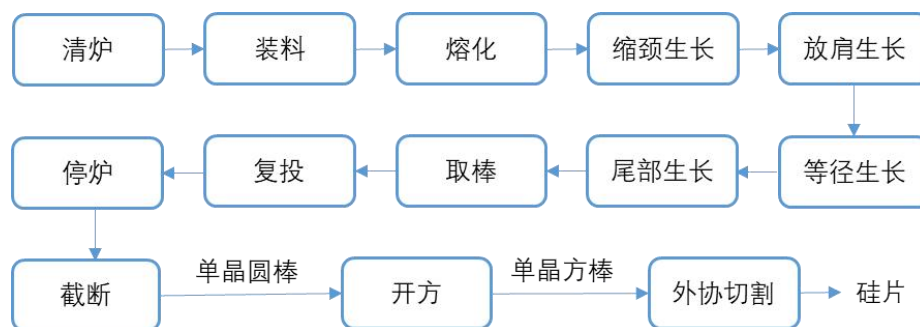 清炉 装料 熔化 缩颈生长 放肩生长
停炉 复投 取棒 尾部生长 等径生长
截断 单晶圆棒 开方 单晶方棒 外协切割 硅片